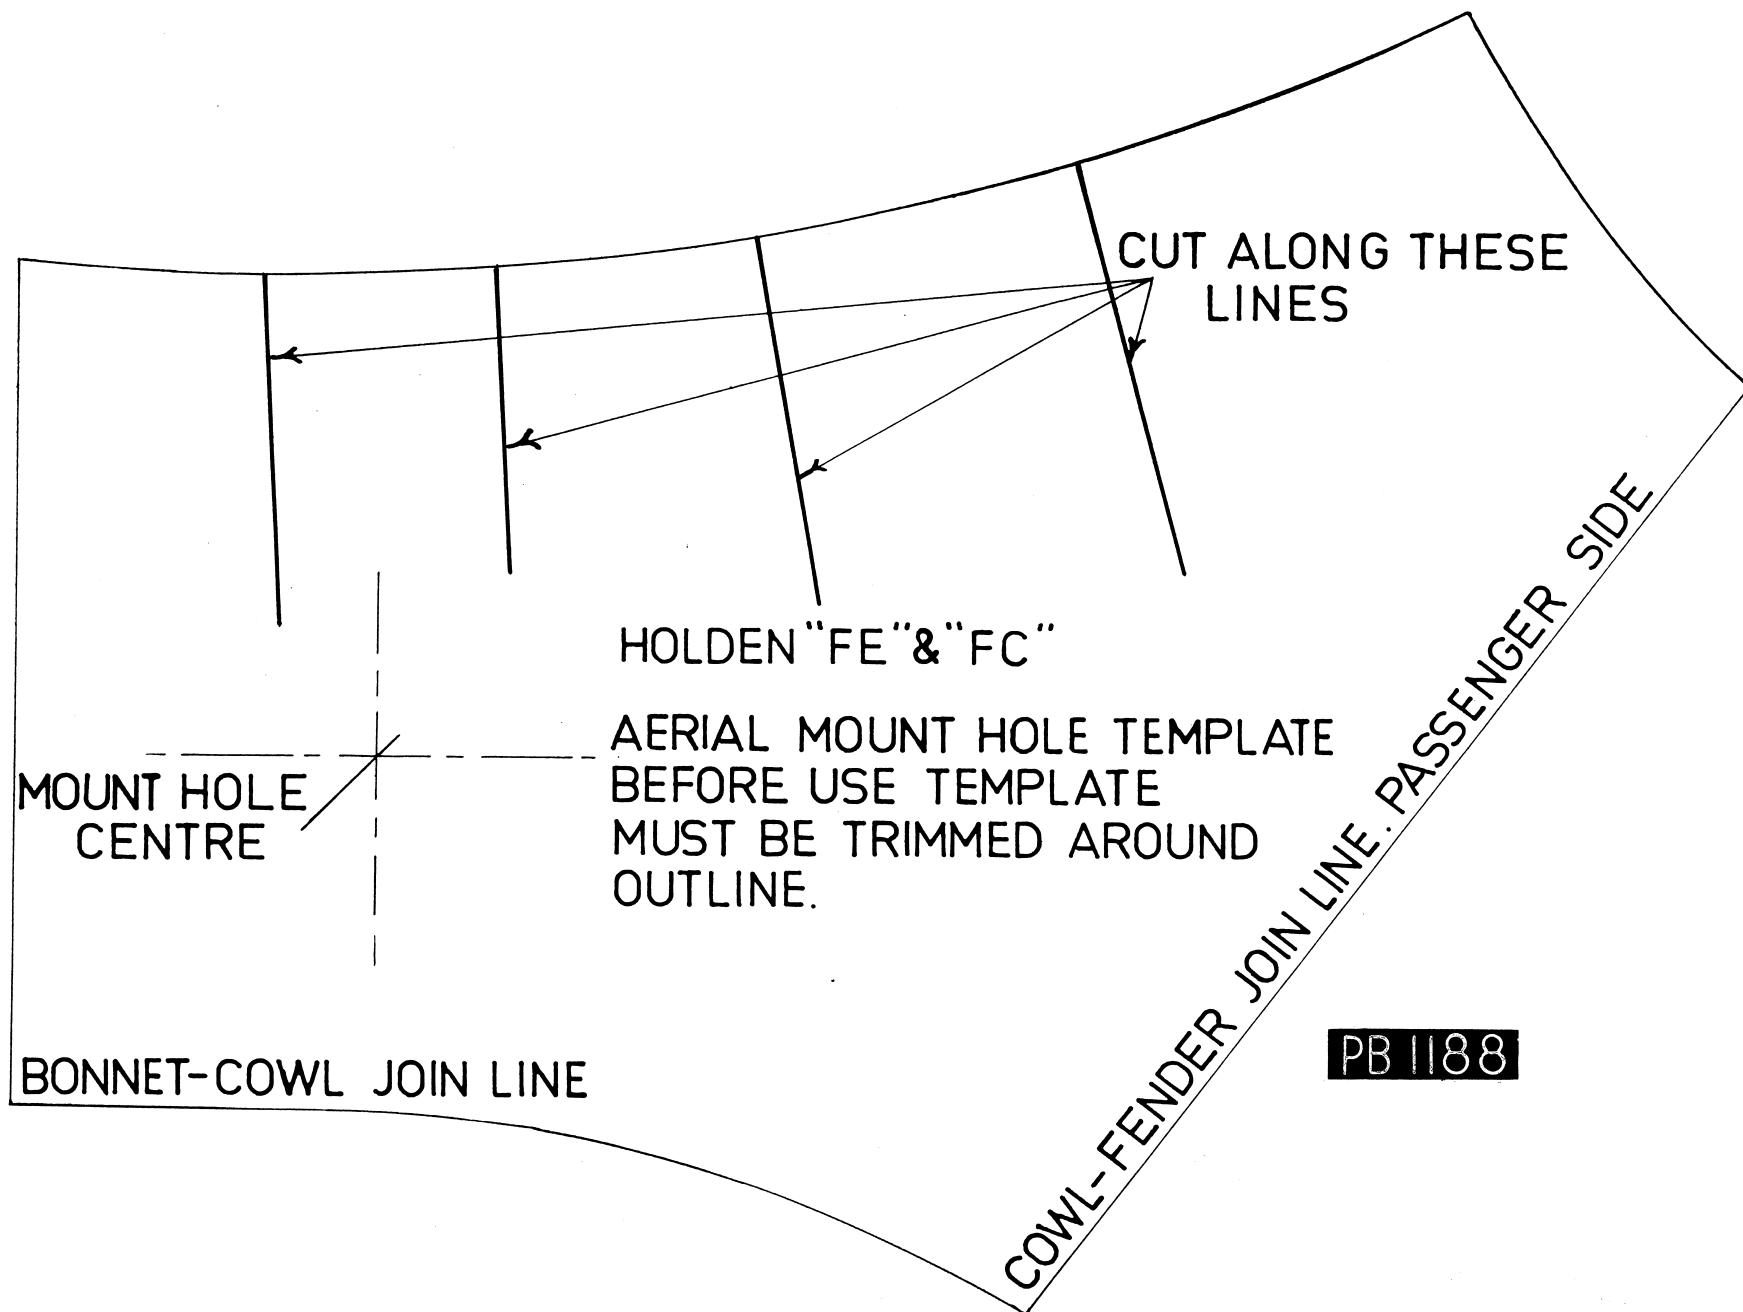 CUT ALONG THESE
LINES
HOLDEN "FE" & "FC"
AERIAL MOUNT HOLE TEMPLATE
BEFORE USE TEMPLATE
MUST BE TRIMMED AROUND
OUTLINE.
MOUNT HOLE
CENTRE
BONNET-COWL JOIN LINE
COWL-FENDER JOIN LINE. PASSENGER SIDE
PB 1188